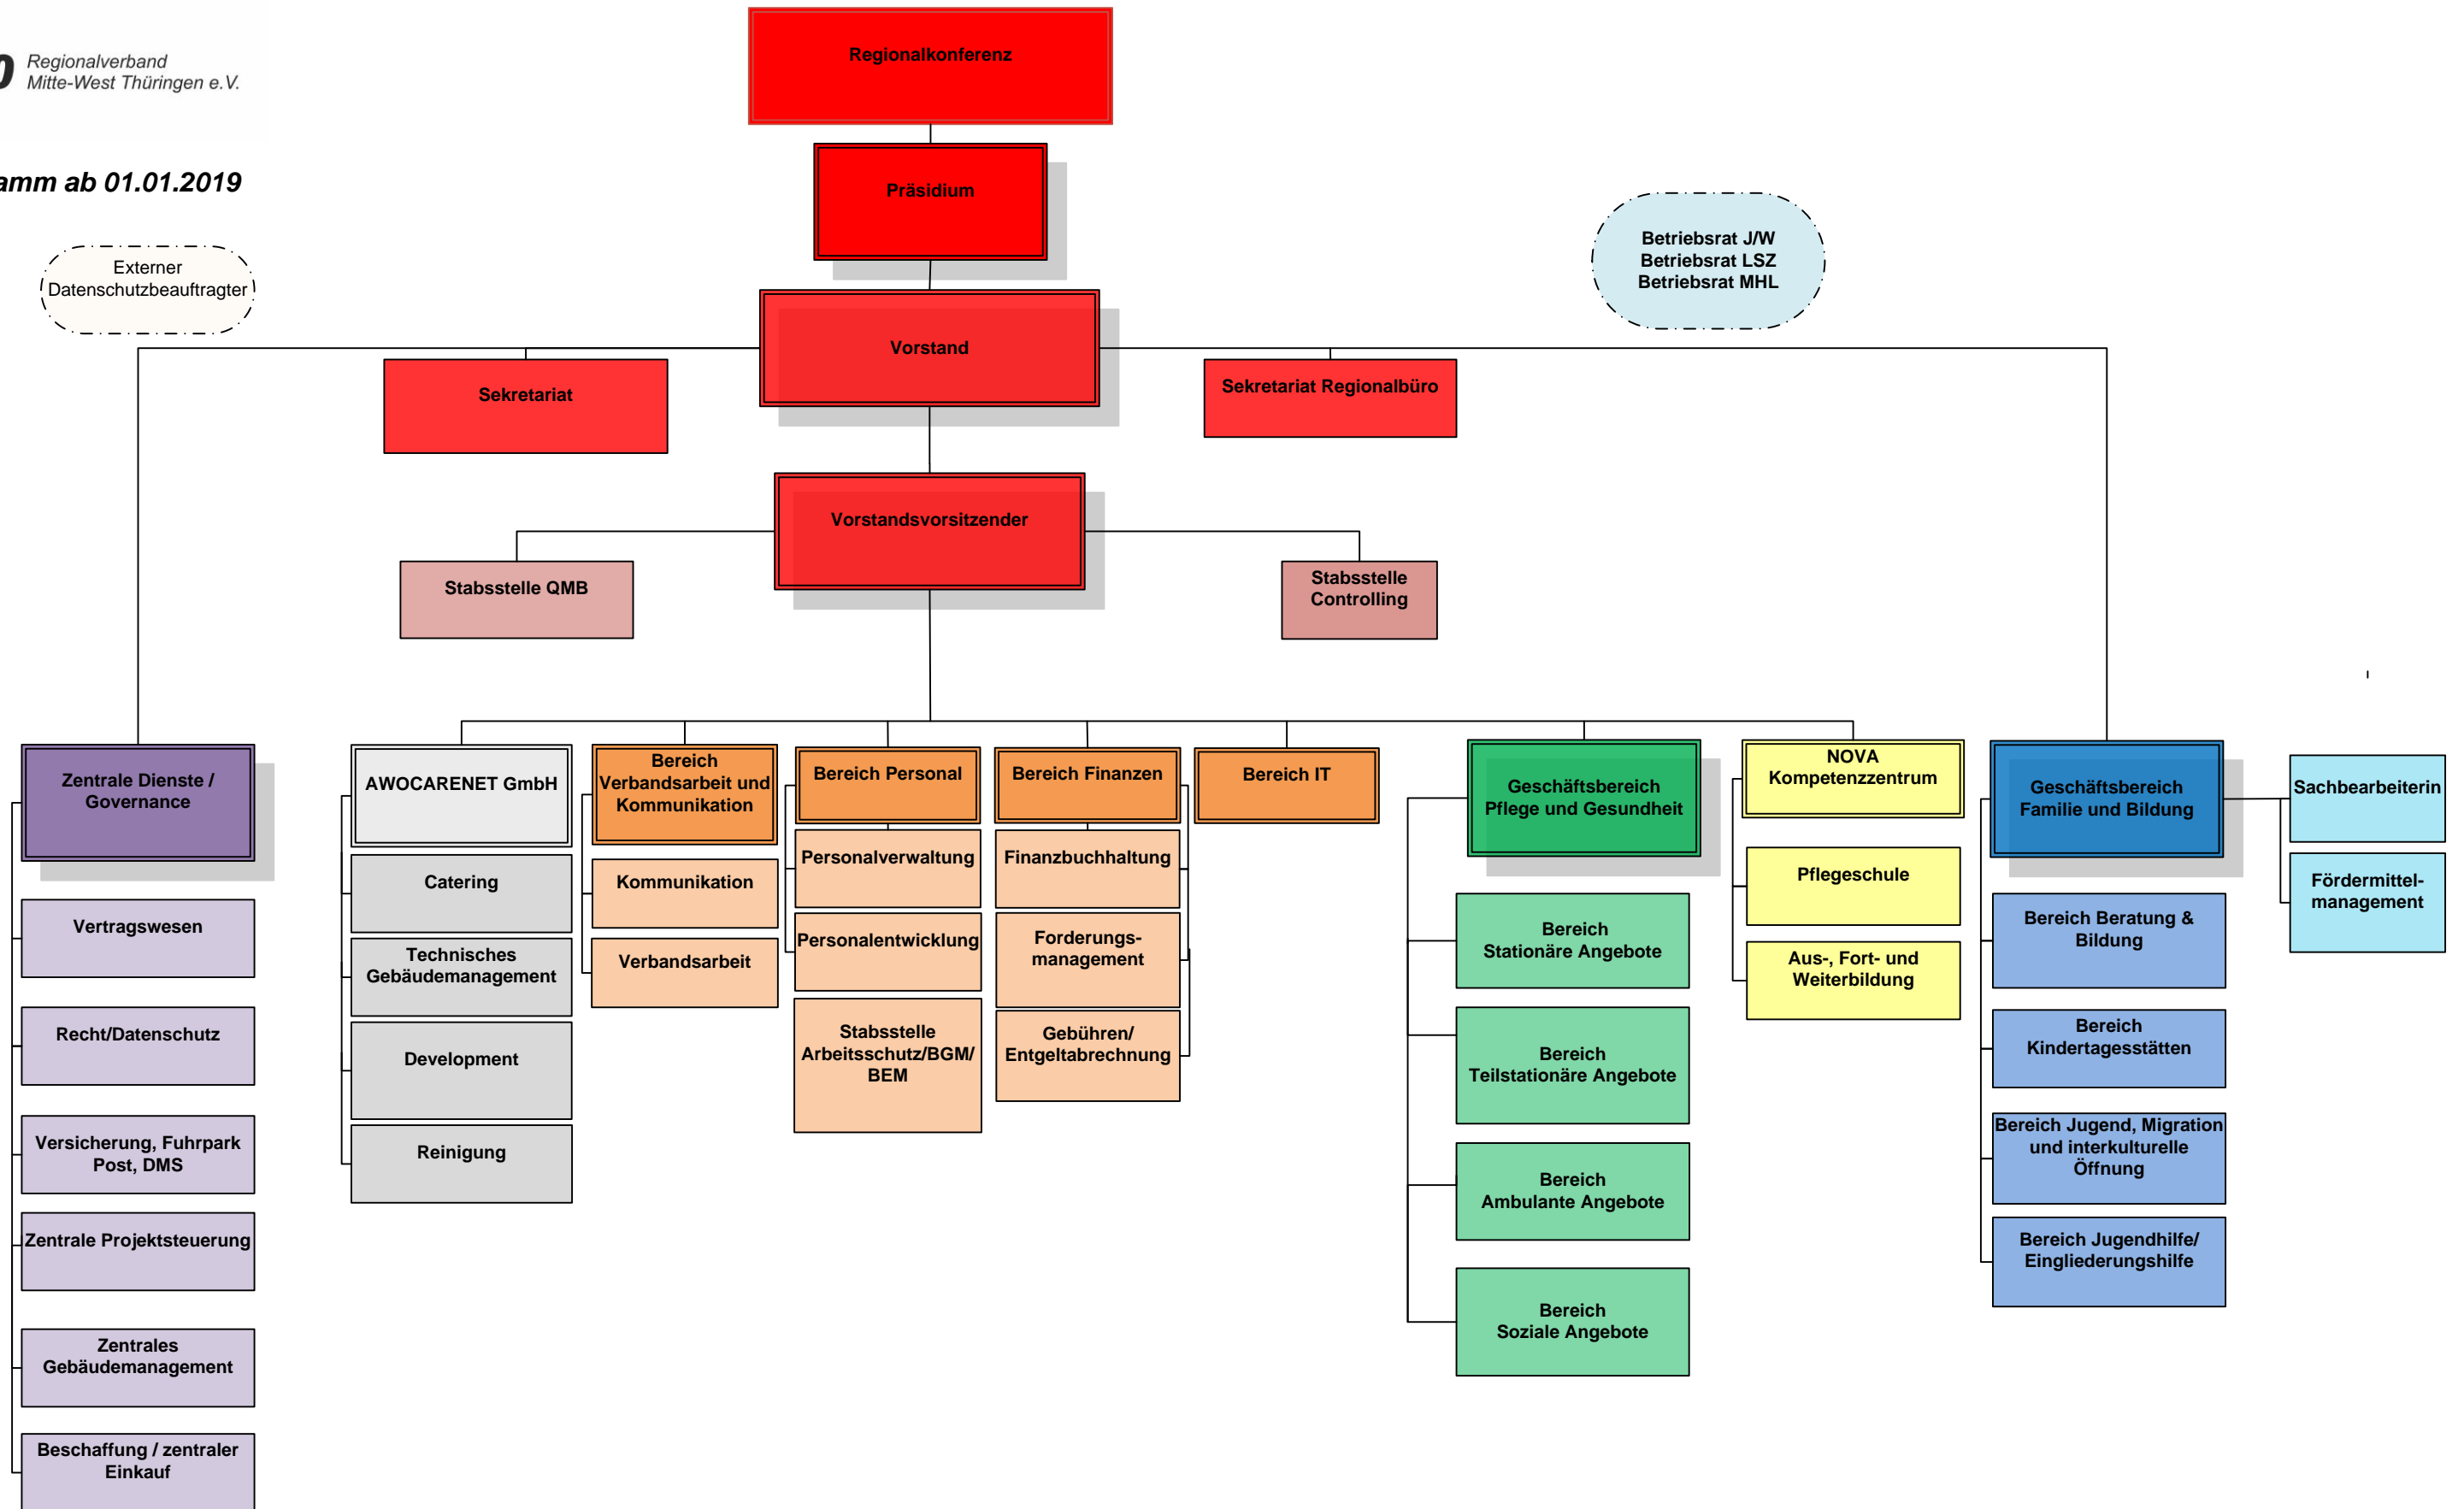 Regionalverband
Mitte-West Thüringen e.V.
amm ab 01.01.2019
Regionalkonferenz
Präsidium
Externer
Datenschutzbeauftragter
Betriebsrat J/W
Betriebsrat LSZ
Betriebsrat MHL
Vorstand
Sekretariat
Sekretariat Regionalbüro
Vorstandsvorsitzender
Stabsstelle QMB
Stabsstelle
Controlling
Zentrale Dienste /
Governance
Vertragswesen
Recht/Datenschutz
Versicherung, Fuhrpark
Post, DMS
Zentrale Projektsteuerung
Zentrales
Gebäudemanagement
Beschaffung / zentraler
Einkauf
AWOCARENET GmbH
Catering
Technisches
Gebäudemanagement
Development
Reinigung
Bereich
Verbandsarbeit und
Kommunikation
Kommunikation
Verbandsarbeit
Bereich Personal
Personalverwaltung
Personalentwicklung
Stabsstelle
Arbeitsschutz/BGM/
BEM
Bereich Finanzen
Finanzbuchhaltung
Forderungs-
management
Gebühren/
Entgeltabrechnung
Bereich IT
Geschäftsbereich
Pflege und Gesundheit
Bereich
Stationäre Angebote
Bereich
Teilstationäre Angebote
Bereich
Ambulante Angebote
Bereich
Soziale Angebote
NOVA
Kompetenzzentrum
Pflegeschule
Aus-, Fort- und
Weiterbildung
Geschäftsbereich
Familie und Bildung
Bereich Beratung &
Bildung
Bereich
Kindertagesstätten
Bereich Jugend, Migration
und interkulturelle
Öffnung
Bereich Jugendhilfe/
Eingliederungshilfe
Sachbearbeiterin
Fördermittel-
management